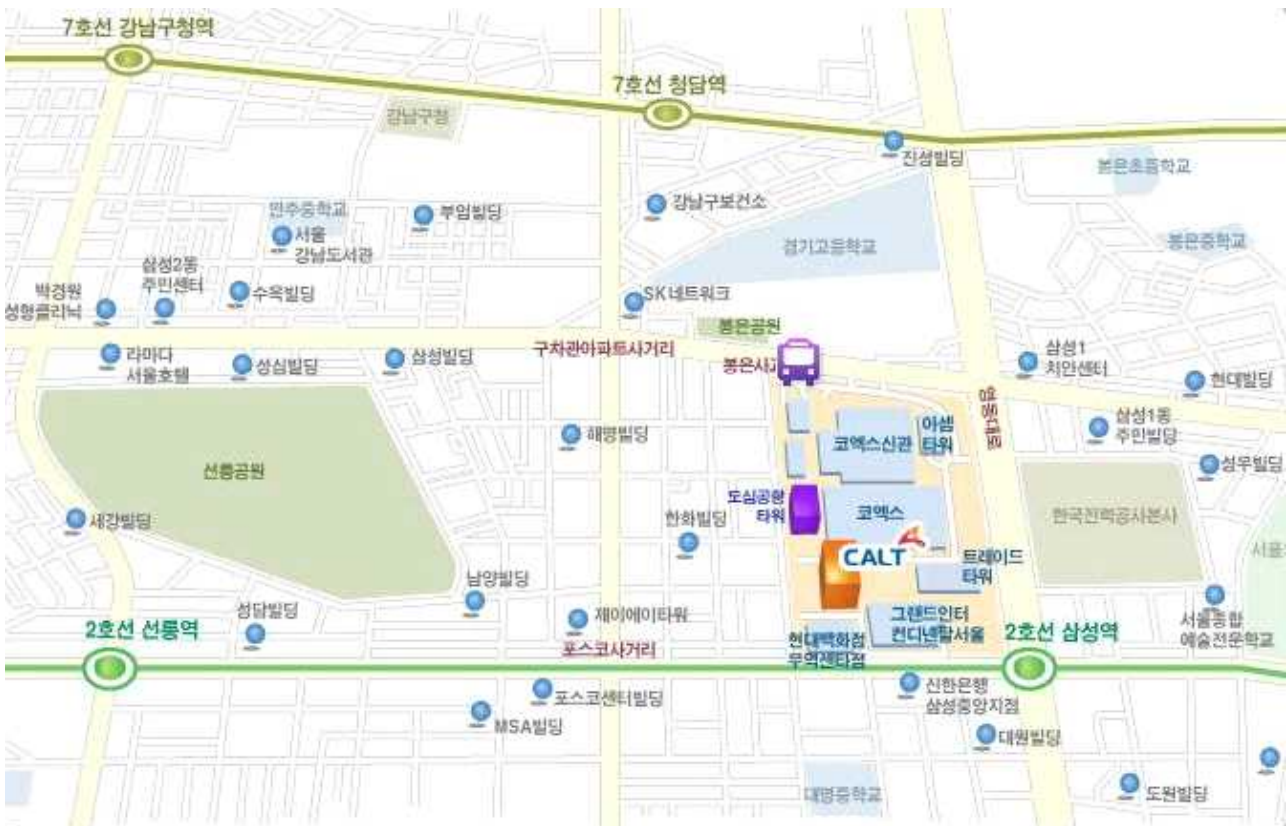 7호선 강남구청역
7호선 청담역
강남구청
진성빌딩
봉은초등학교
언주중학교
부임빌딩
강남구보건소
서울
강남도서관
경기고등학교
봉은중학교
삼성2동
주민센터
박경원
성형클리닉
수옥빌딩
SK네트워크
봉은공원
구차관아파트사거리
봉은사
라마다
서울호텔
성심빌딩
삼성빌딩
삼성1
치안센터
현대빌딩
영동대로
해명빌딩
코엑스신관
아셈
타워
삼성1동
주민빌딩
성우빌딩
선릉공원
도심공항
타워
코엑스
한국전력공사본사
세강빌딩
한화빌딩
CALT
트레이드
타워
서울
남양빌딩
성담빌딩
제이에이타워
그랜드인터
컨디넨탈서울
서울종합
예술전문학교
2호선 선릉역
포스코사거리
현대백화점
무역센타점
2호선 삼성역
포스코센터빌딩
신한은행
삼성중앙지점
MSA빌딩
대원빌딩
대명중학교
도원빌딩